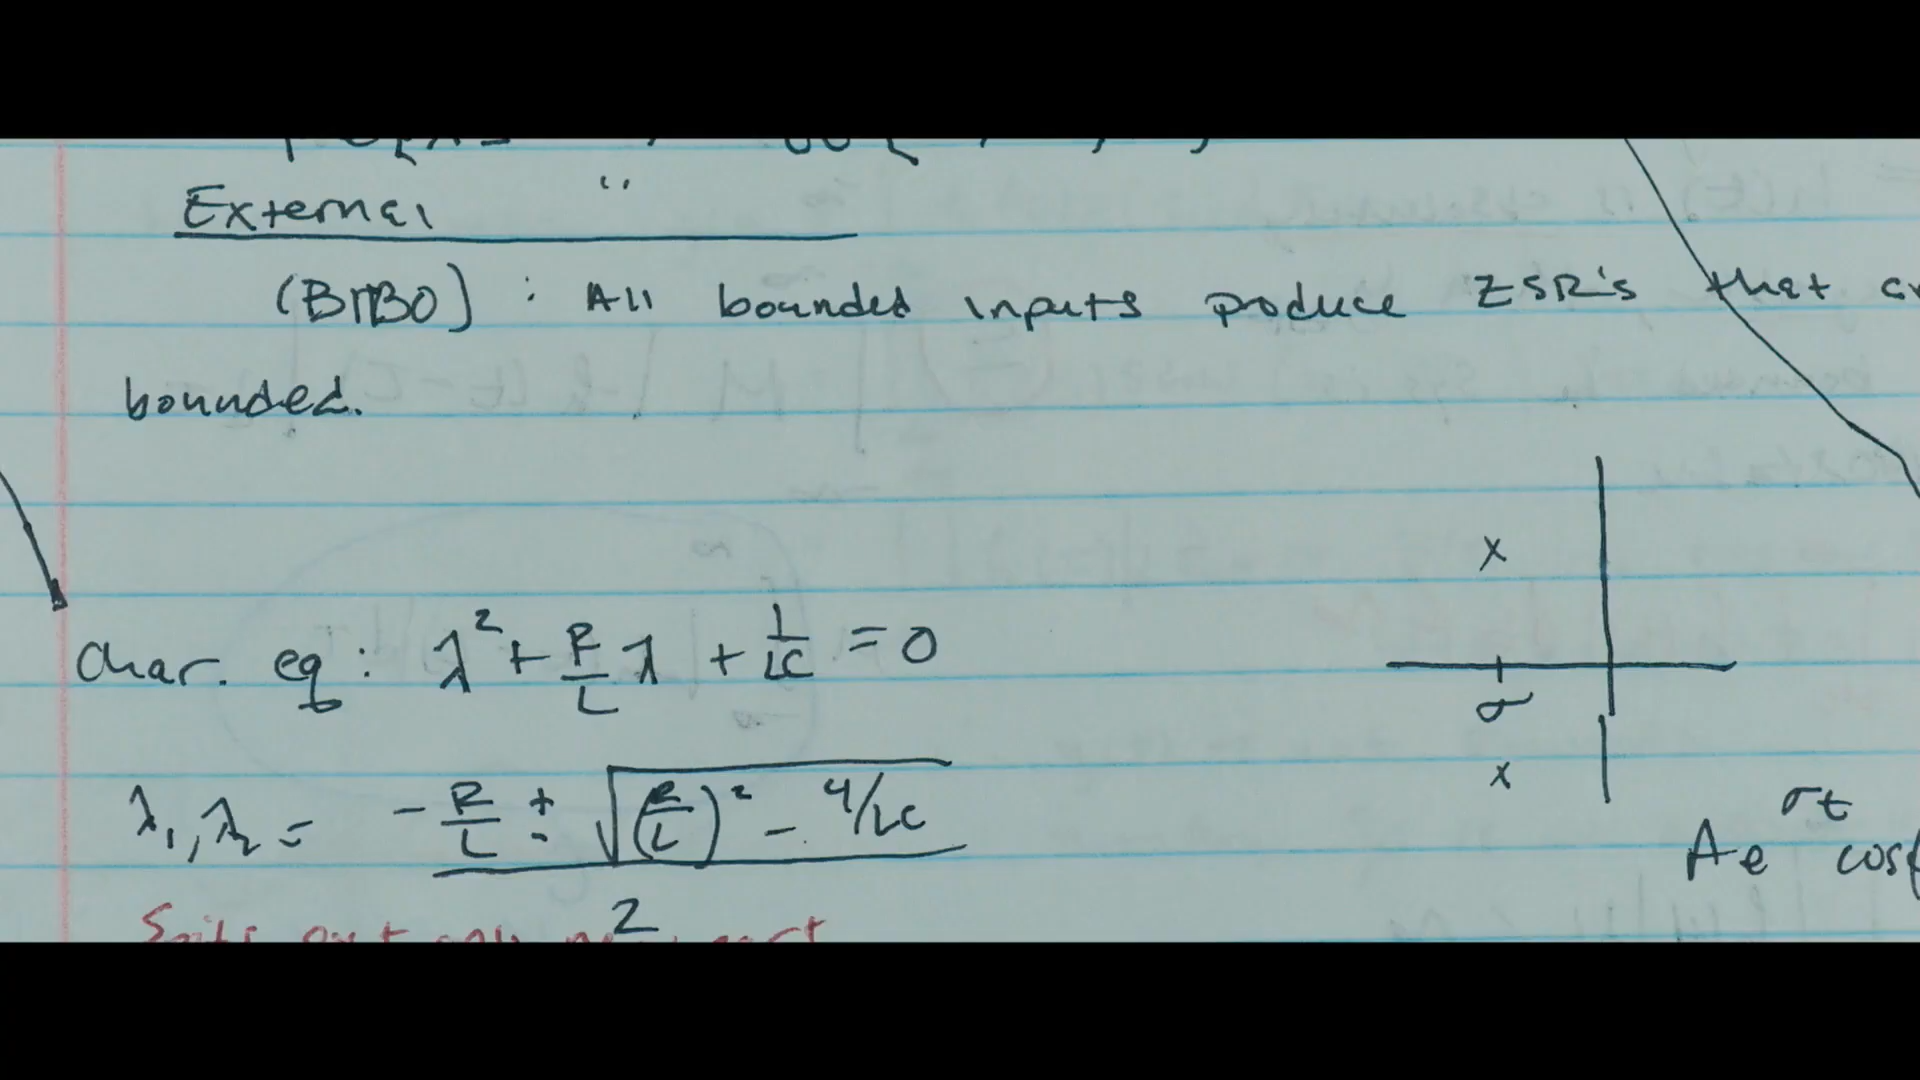 External "
(BIBO) : All bounded inputs produce ZSR's that
bounded.
Char. eq: λ² + R/L λ + 1/LC = 0
x
σ
x
λ₁, λ₂ = -R/L ± √((R/L)² - 4/LC)
2
A e^σt cos(